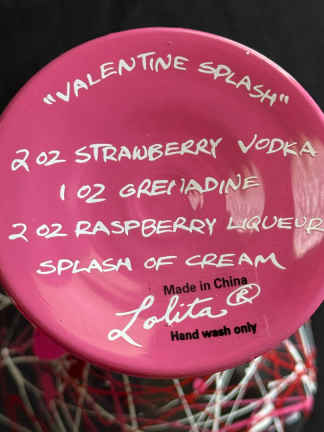 "VALENTINE SPLASH"
2 OZ STRAWBERRY VODKA
1 OZ GRENADINE
2 OZ RASPBERRY LIQUEUR
SPLASH OF CREAM
Made in China
Lolita®
Hand wash only